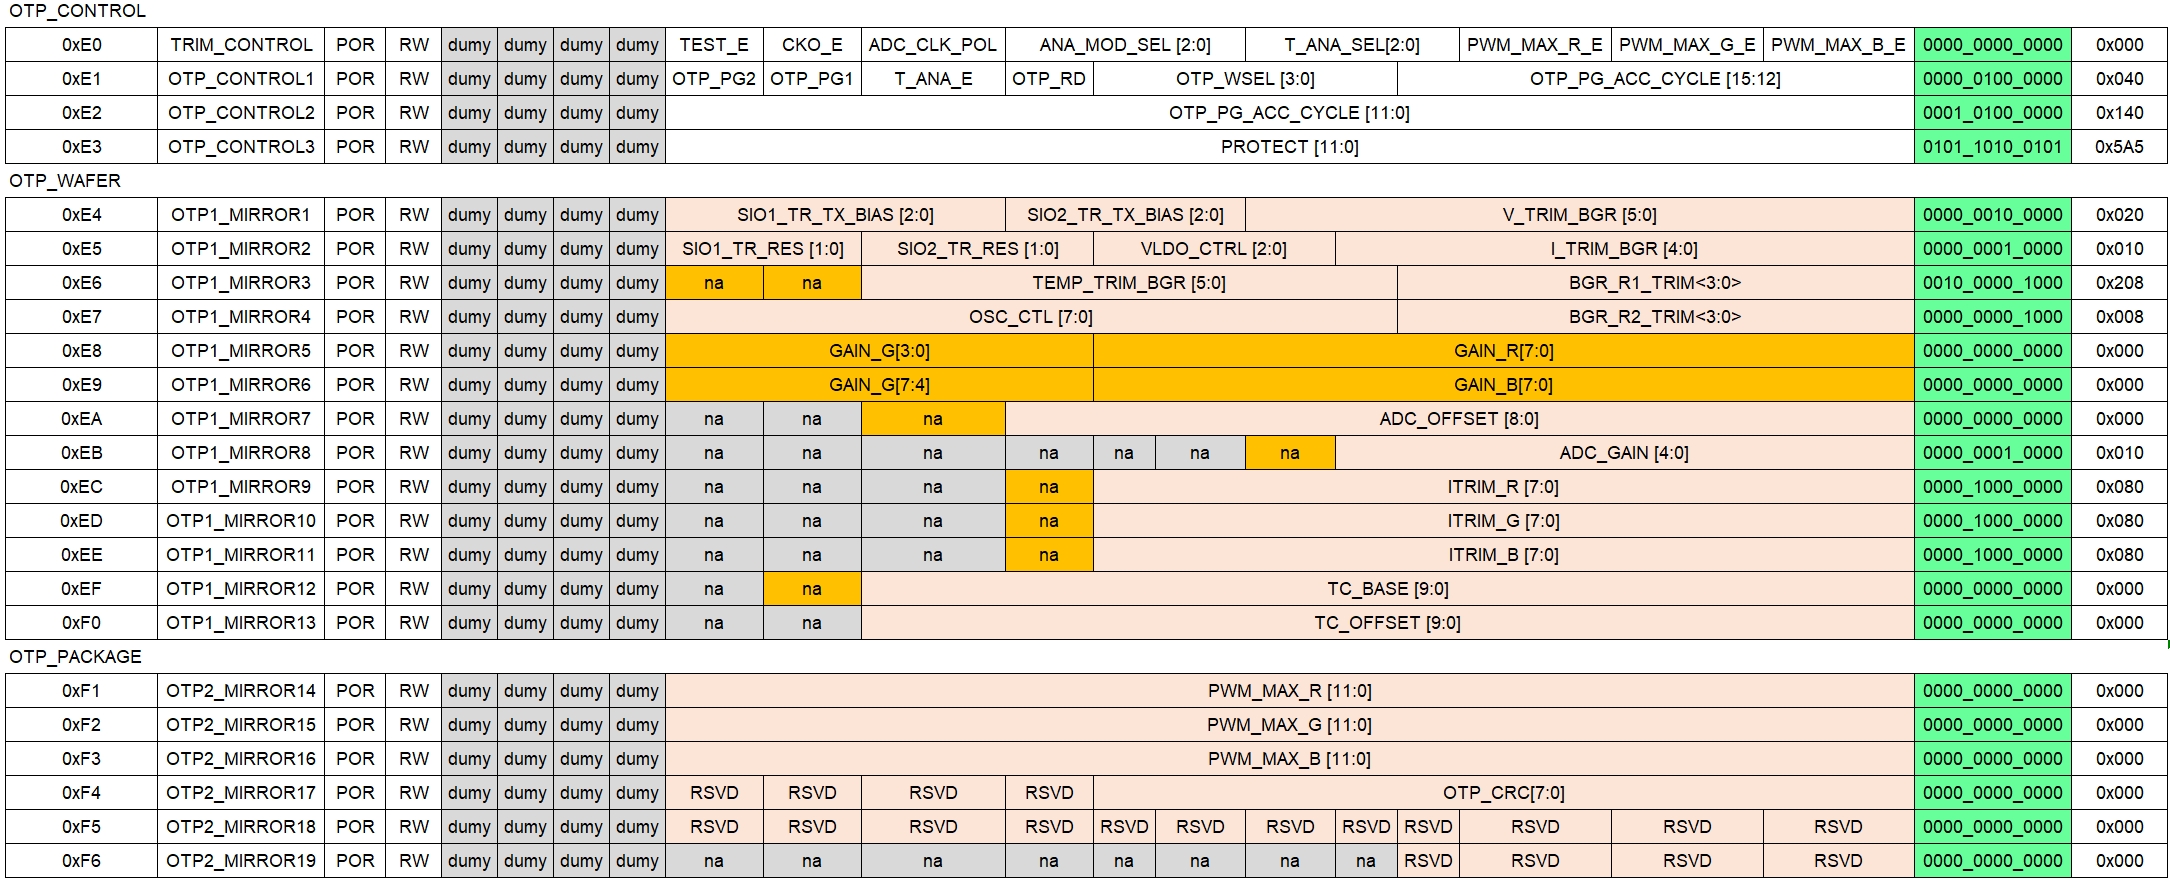 OTP_CONTROL
0xE0 TRIM_CONTROL POR RW dumy dumy dumy dumy TEST_E CKO_E ADC_CLK_POL ANA_MOD_SEL [2:0] T_ANA_SEL[2:0] PWM_MAX_R_E PWM_MAX_G_E PWM_MAX_B_E 0000_0000_0000 0x000
0xE1 OTP_CONTROL1 POR RW dumy dumy dumy dumy OTP_PG2 OTP_PG1 T_ANA_E OTP_RD OTP_WSEL [3:0] OTP_PG_ACC_CYCLE [15:12] 0000_0100_0000 0x040
0xE2 OTP_CONTROL2 POR RW dumy dumy dumy dumy OTP_PG_ACC_CYCLE [11:0] 0001_0100_0000 0x140
0xE3 OTP_CONTROL3 POR RW dumy dumy dumy dumy PROTECT [11:0] 0101_1010_0101 0x5A5
OTP_WAFER
0xE4 OTP1_MIRROR1 POR RW dumy dumy dumy dumy SIO1_TR_TX_BIAS [2:0] SIO2_TR_TX_BIAS [2:0] V_TRIM_BGR [5:0] 0000_0010_0000 0x020
0xE5 OTP1_MIRROR2 POR RW dumy dumy dumy dumy SIO1_TR_RES [1:0] SIO2_TR_RES [1:0] VLDO_CTRL [2:0] I_TRIM_BGR [4:0] 0000_0001_0000 0x010
0xE6 OTP1_MIRROR3 POR RW dumy dumy dumy dumy na na TEMP_TRIM_BGR [5:0] BGR_R1_TRIM<3:0> 0010_0000_1000 0x208
0xE7 OTP1_MIRROR4 POR RW dumy dumy dumy dumy OSC_CTL [7:0] BGR_R2_TRIM<3:0> 0000_0000_1000 0x008
0xE8 OTP1_MIRROR5 POR RW dumy dumy dumy dumy GAIN_G[3:0] GAIN_R[7:0] 0000_0000_0000 0x000
0xE9 OTP1_MIRROR6 POR RW dumy dumy dumy dumy GAIN_G[7:4] GAIN_B[7:0] 0000_0000_0000 0x000
0xEA OTP1_MIRROR7 POR RW dumy dumy dumy dumy na na na ADC_OFFSET [8:0] 0000_0000_0000 0x000
0xEB OTP1_MIRROR8 POR RW dumy dumy dumy dumy na na na na na na na ADC_GAIN [4:0] 0000_0001_0000 0x010
0xEC OTP1_MIRROR9 POR RW dumy dumy dumy dumy na na na na ITRIM_R [7:0] 0000_1000_0000 0x080
0xED OTP1_MIRROR10 POR RW dumy dumy dumy dumy na na na na ITRIM_G [7:0] 0000_1000_0000 0x080
0xEE OTP1_MIRROR11 POR RW dumy dumy dumy dumy na na na na ITRIM_B [7:0] 0000_1000_0000 0x080
0xEF OTP1_MIRROR12 POR RW dumy dumy dumy dumy na na TC_BASE [9:0] 0000_0000_0000 0x000
0xF0 OTP1_MIRROR13 POR RW dumy dumy dumy dumy na na TC_OFFSET [9:0] 0000_0000_0000 0x000
OTP_PACKAGE
0xF1 OTP2_MIRROR14 POR RW dumy dumy dumy dumy PWM_MAX_R [11:0] 0000_0000_0000 0x000
0xF2 OTP2_MIRROR15 POR RW dumy dumy dumy dumy PWM_MAX_G [11:0] 0000_0000_0000 0x000
0xF3 OTP2_MIRROR16 POR RW dumy dumy dumy dumy PWM_MAX_B [11:0] 0000_0000_0000 0x000
0xF4 OTP2_MIRROR17 POR RW dumy dumy dumy dumy RSVD RSVD RSVD RSVD OTP_CRC[7:0] 0000_0000_0000 0x000
0xF5 OTP2_MIRROR18 POR RW dumy dumy dumy dumy RSVD RSVD RSVD RSVD RSVD RSVD RSVD RSVD RSVD RSVD RSVD RSVD 0000_0000_0000 0x000
0xF6 OTP2_MIRROR19 POR RW dumy dumy dumy dumy na na na na na na na na RSVD RSVD RSVD RSVD 0000_0000_0000 0x000